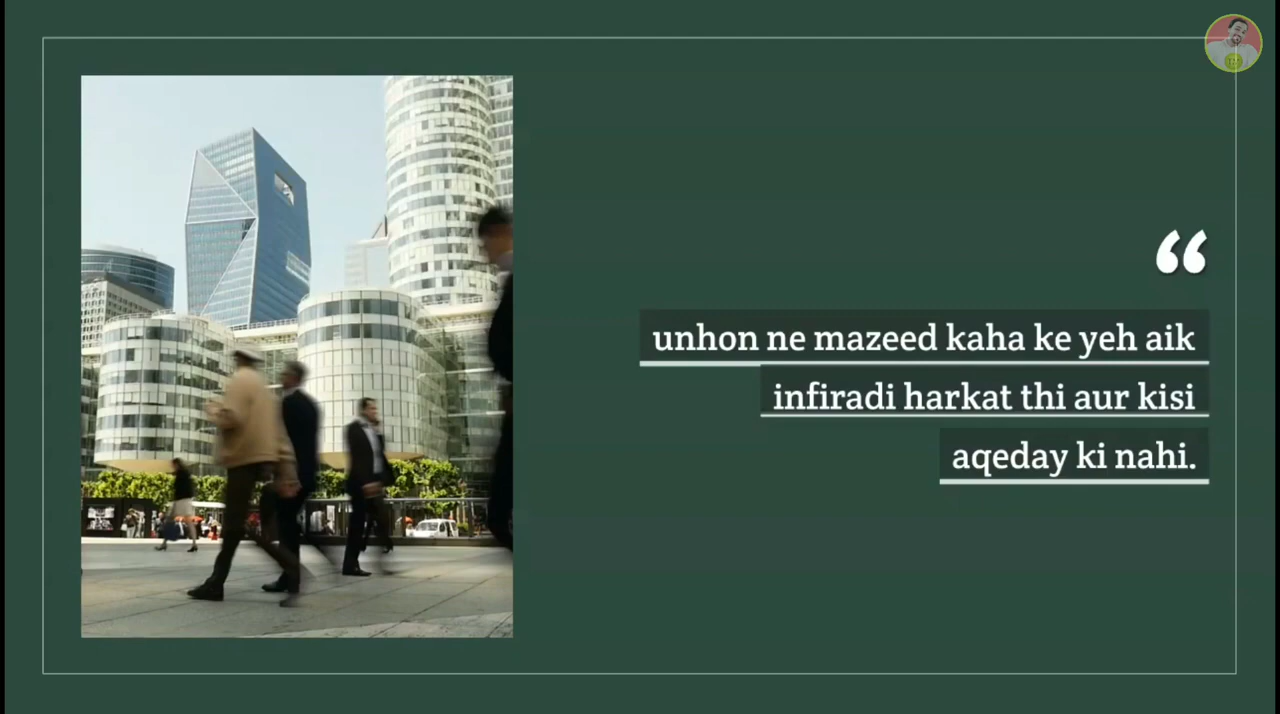 “
unhon ne mazeed kaha ke yeh aik
infiradi harkat thi aur kisi
aqeday ki nahi.